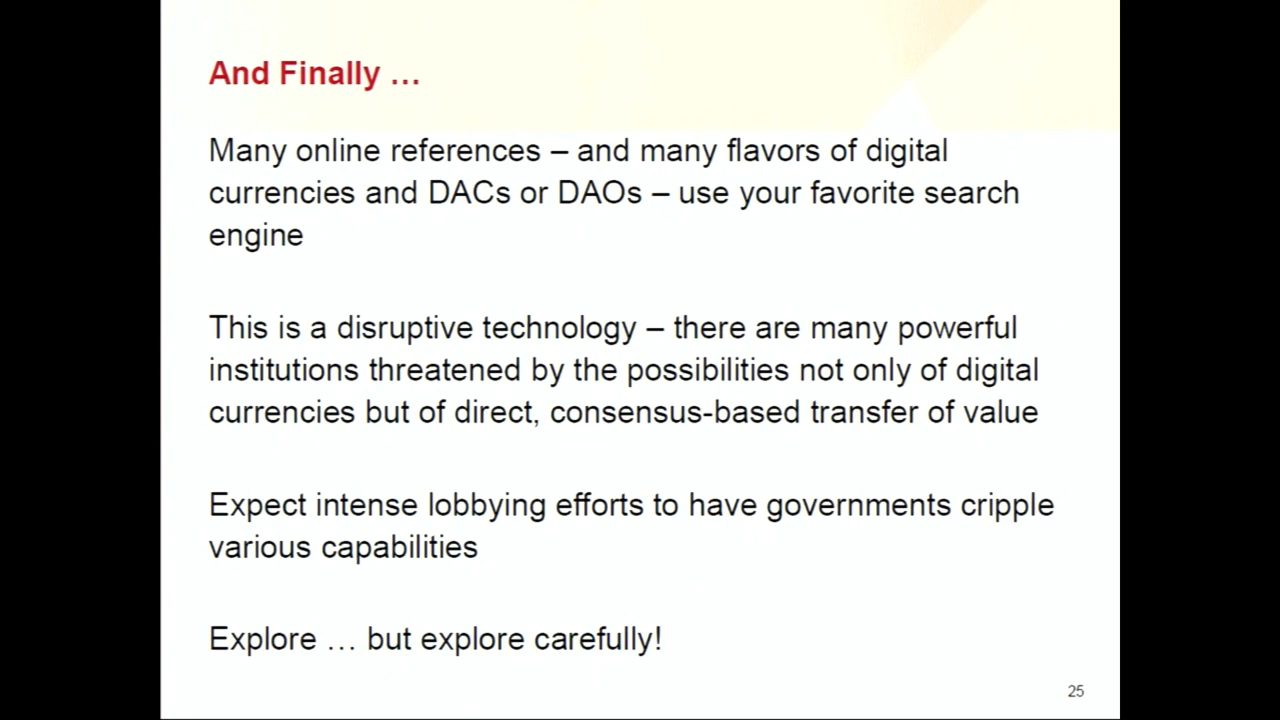 And Finally …
Many online references – and many flavors of digital
currencies and DACs or DAOs – use your favorite search
engine
This is a disruptive technology – there are many powerful
institutions threatened by the possibilities not only of digital
currencies but of direct, consensus-based transfer of value
Expect intense lobbying efforts to have governments cripple
various capabilities
Explore … but explore carefully!
25